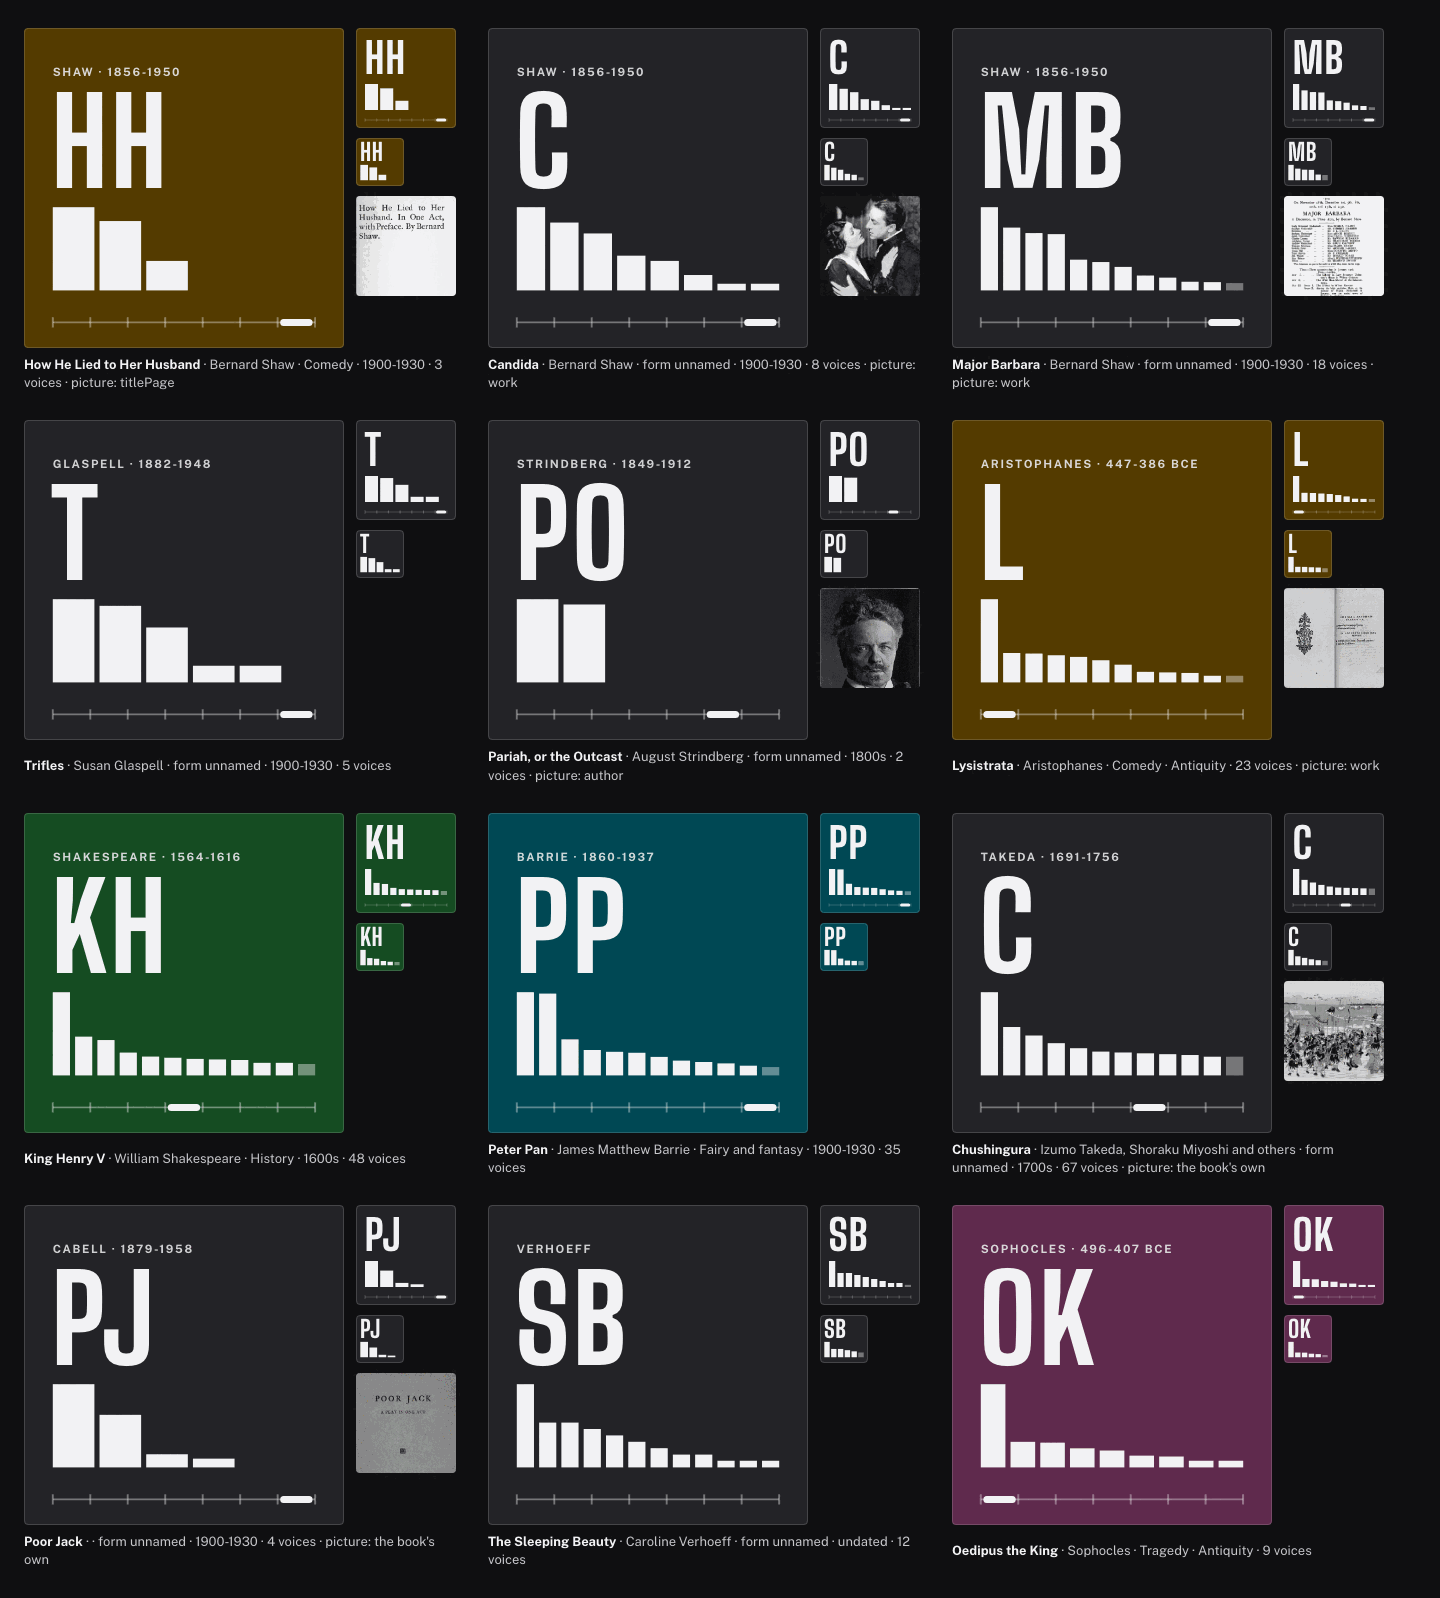 SHAW · 1856-1950
HH
HH
HH
How He Lied to Her
Husband. In One Act,
with Preface. By Bernard
Shaw.
How He Lied to Her Husband · Bernard Shaw · Comedy · 1900-1930 · 3
voices · picture: titlePage
SHAW · 1856-1950
C
C
C
Candida · Bernard Shaw · form unnamed · 1900-1930 · 8 voices · picture:
work
SHAW · 1856-1950
MB
MB
MB
MAJOR BARBARA
Major Barbara · Bernard Shaw · form unnamed · 1900-1930 · 18 voices ·
picture: work
GLASPELL · 1882-1948
T
T
T
Trifles · Susan Glaspell · form unnamed · 1900-1930 · 5 voices
STRINDBERG · 1849-1912
PO
PO
PO
Pariah, or the Outcast · August Strindberg · form unnamed · 1800s · 2
voices · picture: author
ARISTOPHANES · 447-386 BCE
L
L
L
Lysistrata · Aristophanes · Comedy · Antiquity · 23 voices · picture: work
SHAKESPEARE · 1564-1616
KH
KH
KH
King Henry V · William Shakespeare · History · 1600s · 48 voices
BARRIE · 1860-1937
PP
PP
PP
Peter Pan · James Matthew Barrie · Fairy and fantasy · 1900-1930 · 35
voices
TAKEDA · 1691-1756
C
C
C
Chushingura · Izumo Takeda, Shoraku Miyoshi and others · form
unnamed · 1700s · 67 voices · picture: the book's own
CABELL · 1879-1958
PJ
PJ
PJ
POOR JACK
Poor Jack · · form unnamed · 1900-1930 · 4 voices · picture: the book's
own
VERHOEFF
SB
SB
SB
The Sleeping Beauty · Caroline Verhoeff · form unnamed · undated · 12
voices
SOPHOCLES · 496-407 BCE
OK
OK
OK
Oedipus the King · Sophocles · Tragedy · Antiquity · 9 voices